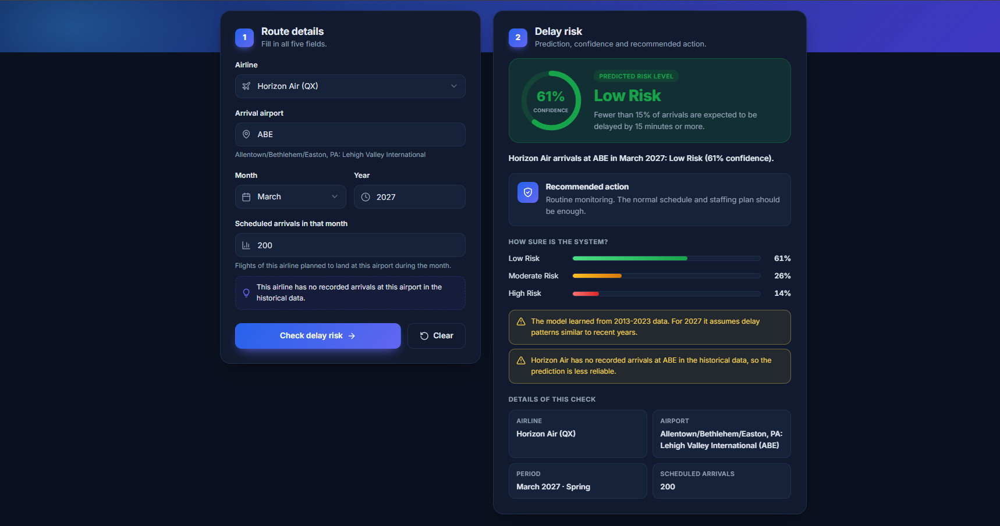 1
Route details
Fill in all five fields.
Airline
Horizon Air (QX)
Arrival airport
ABE
Allentown/Bethlehem/Easton, PA: Lehigh Valley International
Month
Year
March
2027
Scheduled arrivals in that month
200
Flights of this airline planned to land at this airport during the month.
This airline has no recorded arrivals at this airport in the
historical data.
Check delay risk →
Clear
2
Delay risk
Prediction, confidence and recommended action.
61%
CONFIDENCE
PREDICTED RISK LEVEL
Low Risk
Fewer than 15% of arrivals are expected to be
delayed by 15 minutes or more.
Horizon Air arrivals at ABE in March 2027: Low Risk (61% confidence).
Recommended action
Routine monitoring. The normal schedule and staffing plan should
be enough.
HOW SURE IS THE SYSTEM?
Low Risk 61%
Moderate Risk 26%
High Risk 14%
The model learned from 2013-2023 data. For 2027 it assumes delay
patterns similar to recent years.
Horizon Air has no recorded arrivals at ABE in the historical data, so the
prediction is less reliable.
DETAILS OF THIS CHECK
AIRLINE
Horizon Air (QX)
AIRPORT
Allentown/Bethlehem/Easton, PA:
Lehigh Valley International (ABE)
PERIOD
March 2027 · Spring
SCHEDULED ARRIVALS
200